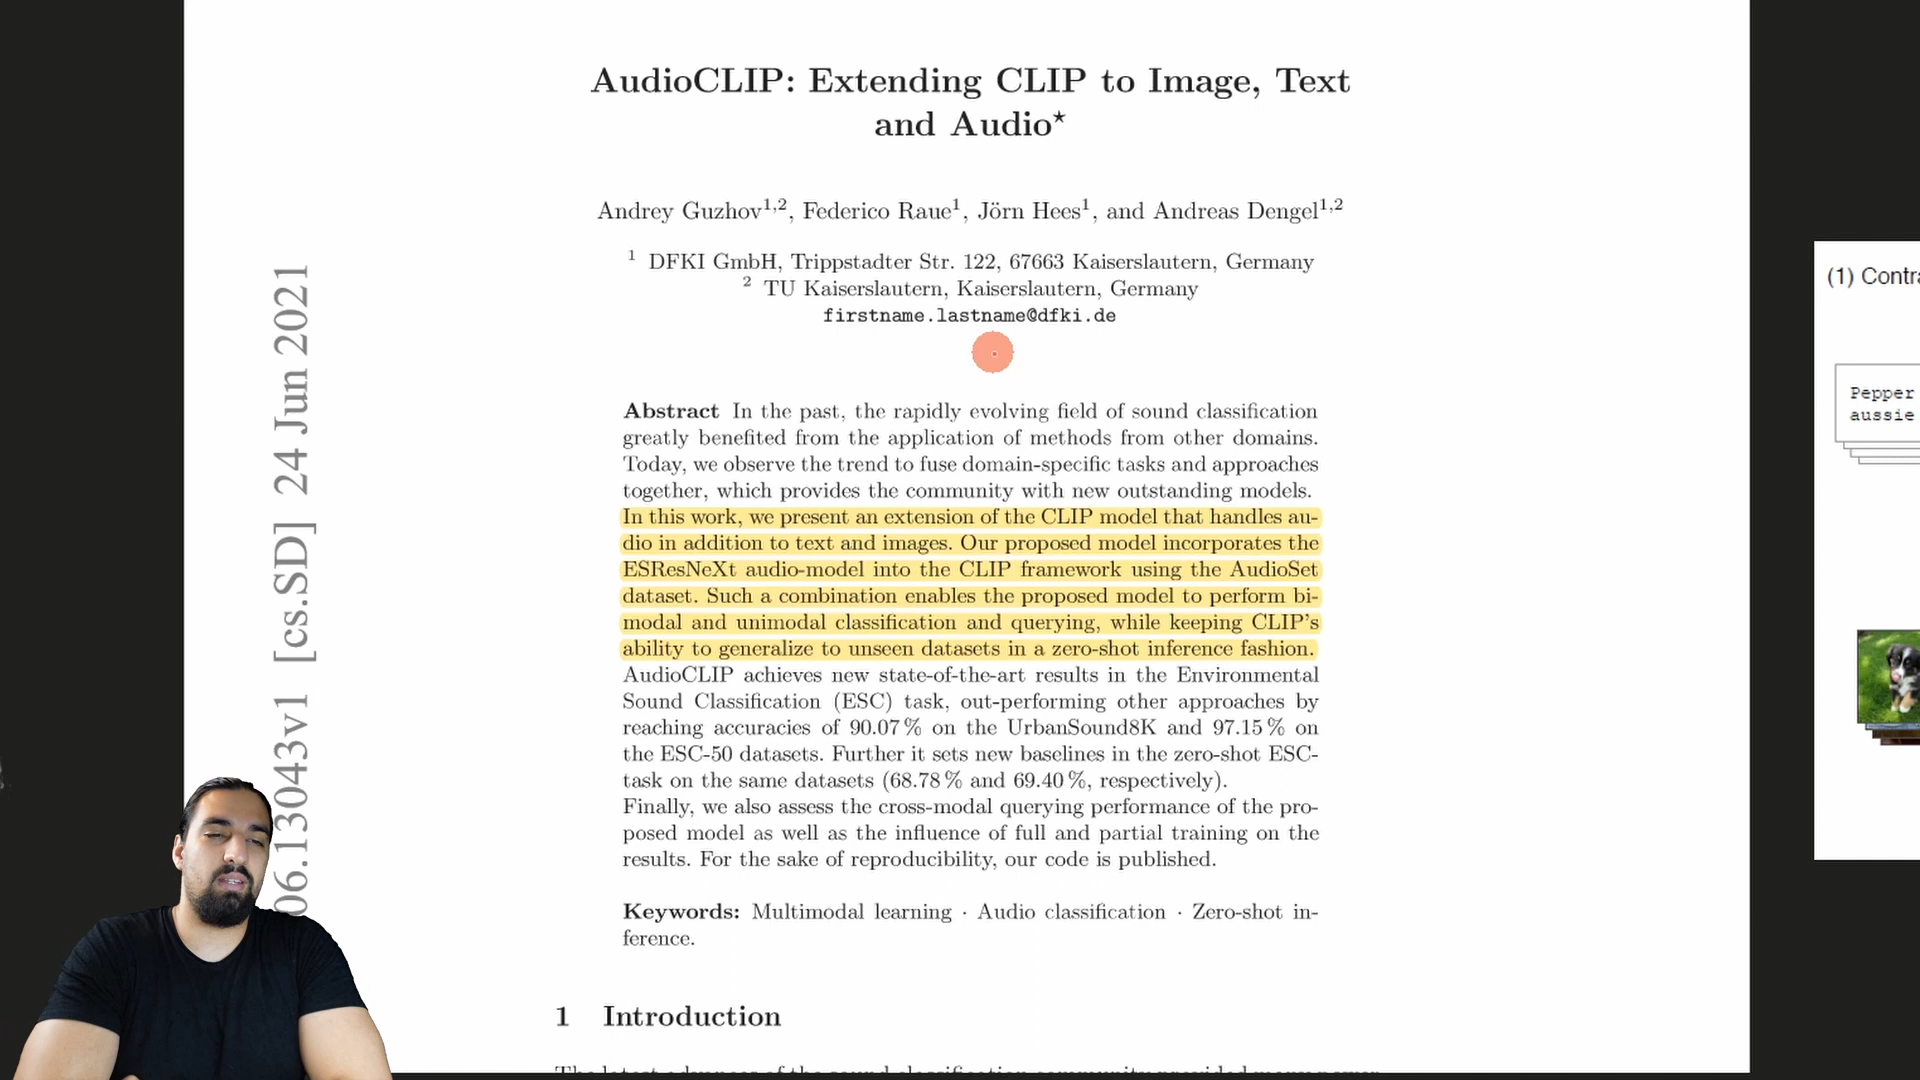 AudioCLIP: Extending CLIP to Image, Text
and Audio⋆
Andrey Guzhov1,2, Federico Raue1, Jörn Hees1, and Andreas Dengel1,2
1 DFKI GmbH, Trippstadter Str. 122, 67663 Kaiserslautern, Germany
2 TU Kaiserslautern, Kaiserslautern, Germany
firstname.lastname@dfki.de
Abstract In the past, the rapidly evolving field of sound classification
greatly benefited from the application of methods from other domains.
Today, we observe the trend to fuse domain-specific tasks and approaches
together, which provides the community with new outstanding models.
In this work, we present an extension of the CLIP model that handles au-
dio in addition to text and images. Our proposed model incorporates the
ESResNeXt audio-model into the CLIP framework using the AudioSet
dataset. Such a combination enables the proposed model to perform bi-
modal and unimodal classification and querying, while keeping CLIP's
ability to generalize to unseen datasets in a zero-shot inference fashion.
AudioCLIP achieves new state-of-the-art results in the Environmental
Sound Classification (ESC) task, out-performing other approaches by
reaching accuracies of 90.07 % on the UrbanSound8K and 97.15 % on
the ESC-50 datasets. Further it sets new baselines in the zero-shot ESC-
task on the same datasets (68.78 % and 69.40 %, respectively).
Finally, we also assess the cross-modal querying performance of the pro-
posed model as well as the influence of full and partial training on the
results. For the sake of reproducibility, our code is published.
Keywords: Multimodal learning · Audio classification · Zero-shot in-
ference.
1 Introduction
06.13043v1 [cs.SD] 24 Jun 2021
(1) Contra
Pepper
aussie